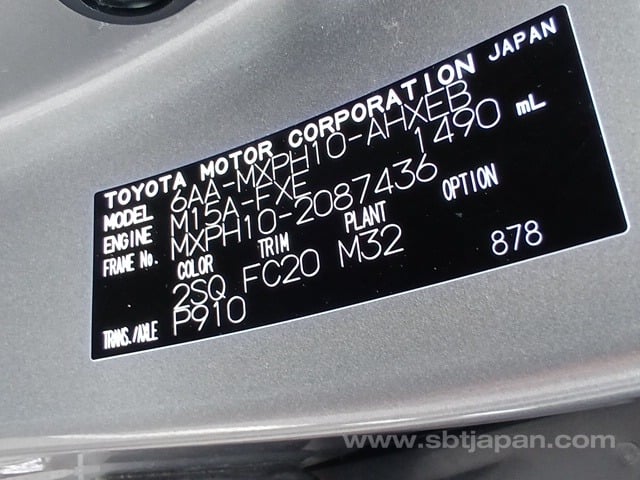 TOYOTA MOTOR CORPORATION JAPAN
MODEL 6AA-MXPH10-AHXEB
ENGINE M15A-FXE 1490 mL
FRAME No. MXPH10-2087436
COLOR TRIM PLANT OPTION
2SQ FC20 M32 878
TRANS./AXLE P910
www.sbtjapan.com